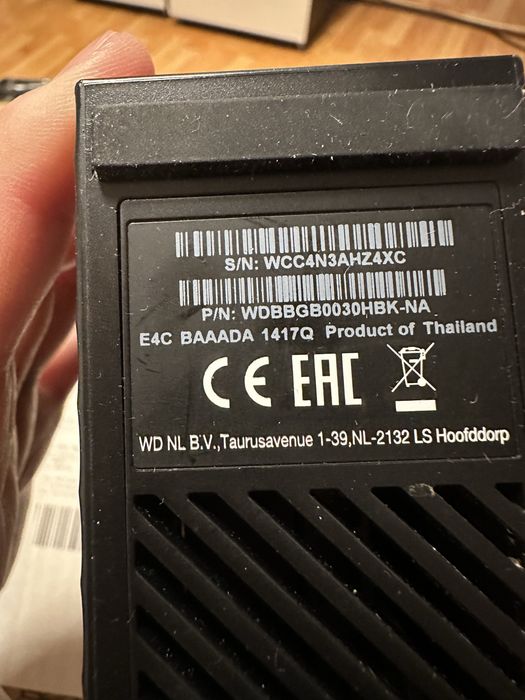 S/N: WCC4N3AHZ4XC
P/N: WDBBGB0030HBK-NA
E4C BAAADA 1417Q Product of Thailand
CE EAC
WD NL B.V.,Taurusavenue 1-39,NL-2132 LS Hoofddorp